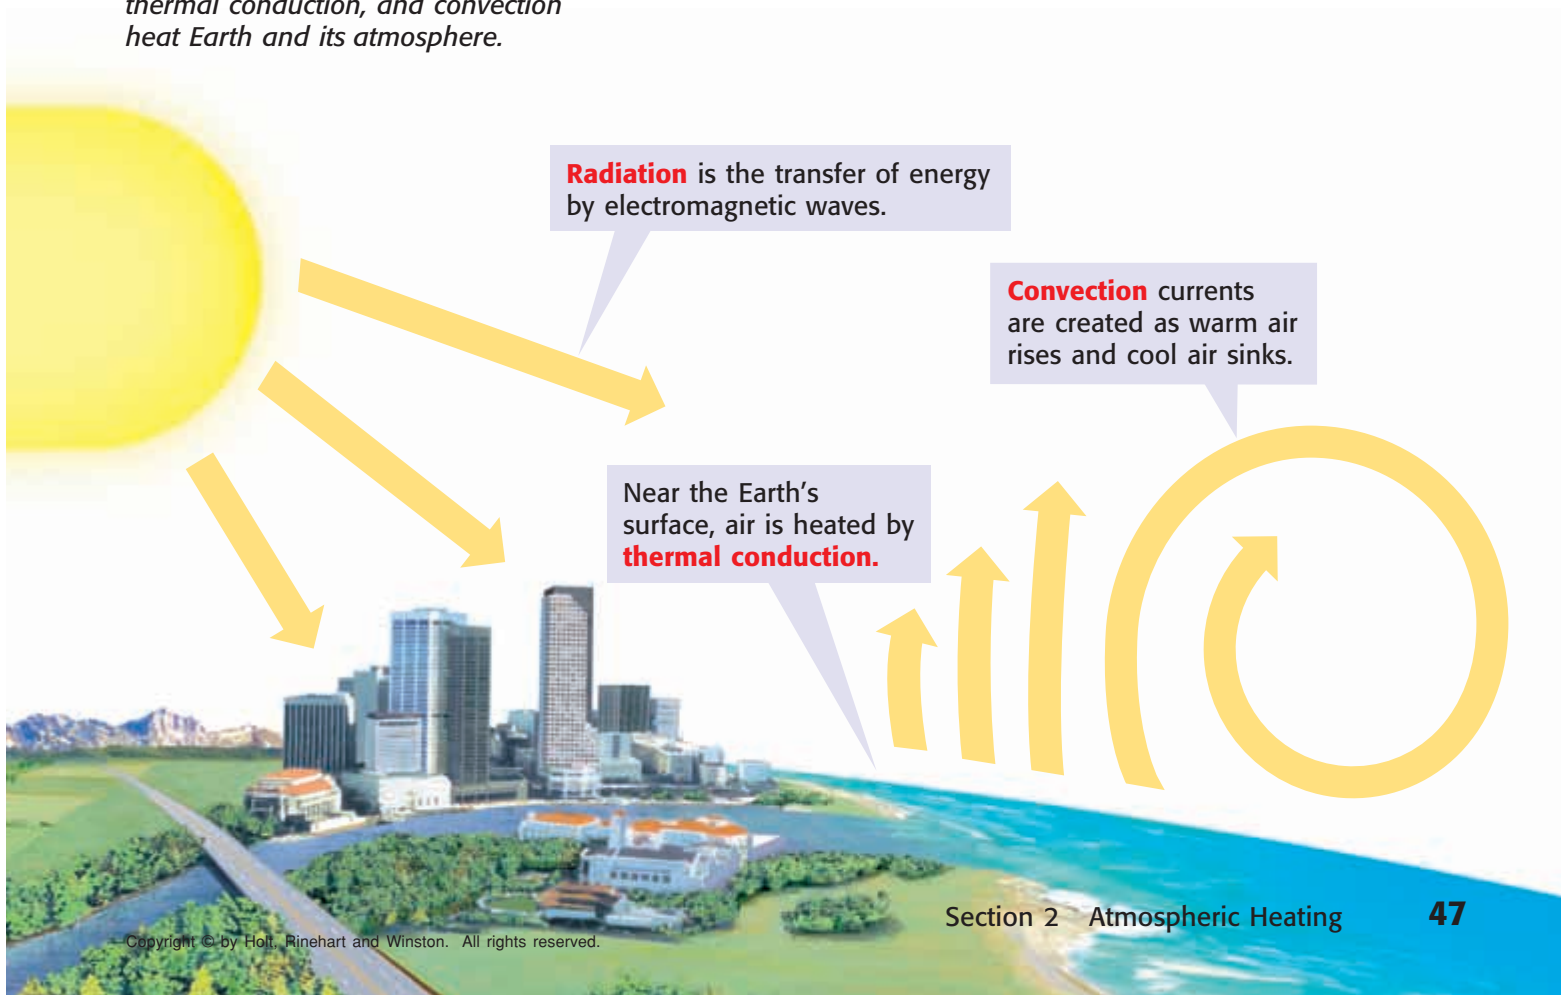 thermal conduction, and convection
heat Earth and its atmosphere.
Radiation is the transfer of energy
by electromagnetic waves.
Convection currents
are created as warm air
rises and cool air sinks.
Near the Earth's
surface, air is heated by
thermal conduction.
Section 2 Atmospheric Heating 47
Copyright © by Holt, Rinehart and Winston. All rights reserved.